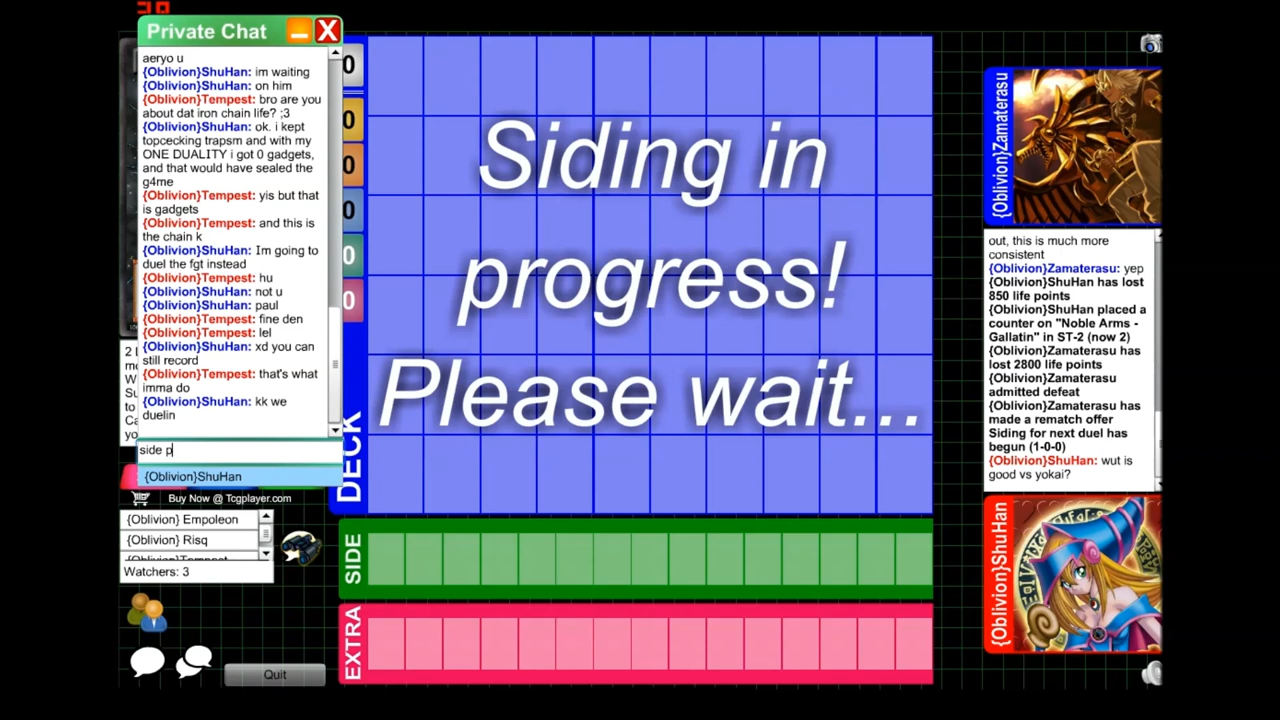 Private Chat
X
aeryo u
{Oblivion}ShuHan: im waiting
{Oblivion}ShuHan: on him
{Oblivion}Tempest: bro are you
about dat iron chain life? ;3
{Oblivion}ShuHan: ok. i kept
topcecking trapsm and with my
ONE DUALITY i got 0 gadgets,
and that would have sealed the
g4me
{Oblivion}Tempest: yis but that
is gadgets
{Oblivion}Tempest: and this is
the chain k
{Oblivion}ShuHan: Im going to
duel the fgt instead
{Oblivion}Tempest: hu
{Oblivion}ShuHan: not u
{Oblivion}ShuHan: paul
{Oblivion}Tempest: fine den
{Oblivion}Tempest: lel
{Oblivion}ShuHan: xd you can
still record
{Oblivion}Tempest: that's what
imma do
{Oblivion}ShuHan: kk we
duelin
side p
{Oblivion}ShuHan
Buy Now @ Tcgplayer.com
{Oblivion} Empoleon
{Oblivion} Risq
{Oblivion}Tempest
Watchers: 3
Quit
0
0
0
0
0
0
DECK
SIDE
EXTRA
Siding in
progress!
Please wait...
{Oblivion}Zamaterasu
out, this is much more
consistent
{Oblivion}Zamaterasu: yep
{Oblivion}ShuHan has lost
850 life points
{Oblivion}ShuHan placed a
counter on "Noble Arms -
Gallatin" in ST-2 (now 2)
{Oblivion}Zamaterasu has
lost 2800 life points
{Oblivion}Zamaterasu
admitted defeat
{Oblivion}Zamaterasu has
made a rematch offer
Siding for next duel has
begun (1-0-0)
{Oblivion}ShuHan: wut is
good vs yokai?
{Oblivion}ShuHan